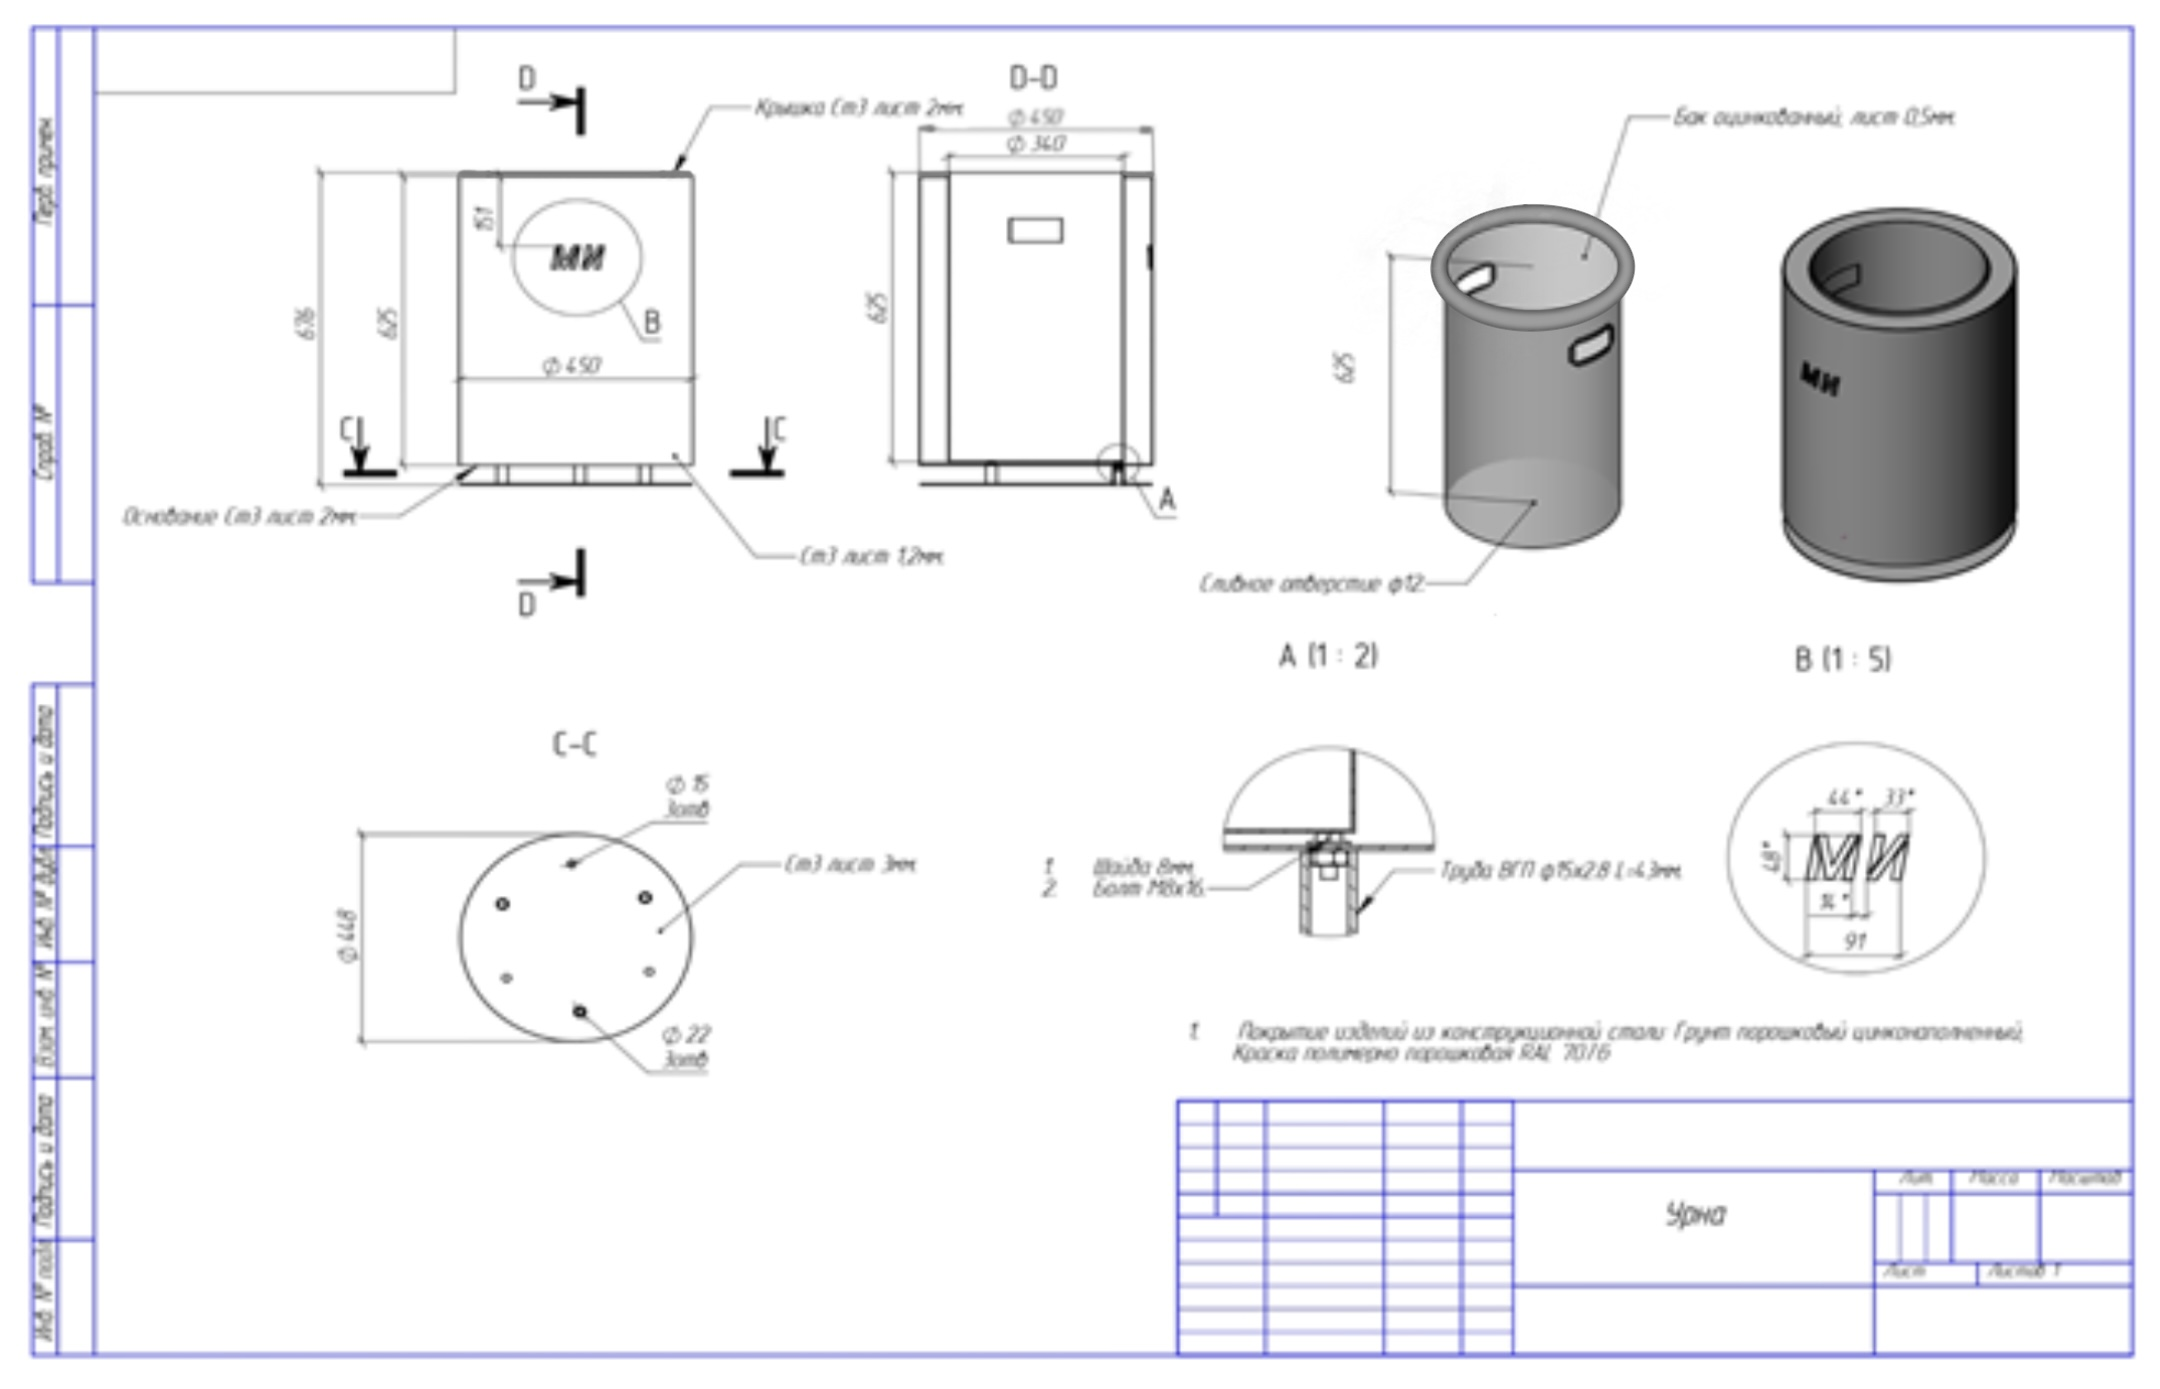 D
D-D
Крышка Ст3 лист 2мм.
⌀ 450
⌀ 340
Бак оцинкованный, лист 0,5мм.
151
МИ
B
676
625
⌀ 450
625
625
МИ
C
C
A
Основание Ст3 лист 2мм.
Ст3 лист 1,2мм.
D
Сливное отверстие ф12.
A (1 : 2)
B (1 : 5)
C-C
⌀ 15
3отв
Ст3 лист 3мм.
⌀ 448
⌀ 22
3отв
1. Шайба 8мм.
2. Болт М8х16.
Труба ВГП ф15х2.8 L=43мм.
44*
33*
48*
МИ
14*
91
1. Покрытие изделий из конструкционной стали: Грунт порошковый цинконаполненный,
Краска полимерно порошковая RAL 7016
Урна
Лит.
Масса
Масштаб
Лист
Листов 1
Перв. примен.
Справ. №
Подпись и дата
Инв. № дубл.
Взам. инв. №
Подпись и дата
Инв. № подл.